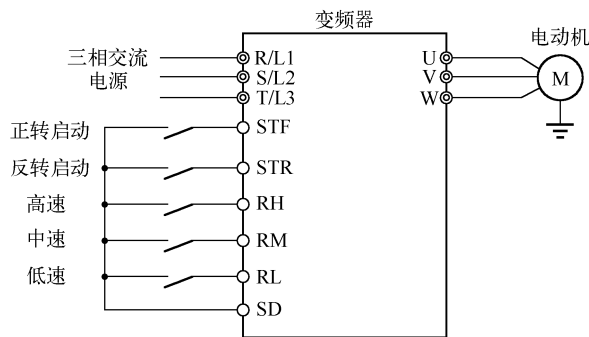 变频器
电动机
三相交流
电源
R/L1
S/L2
T/L3
U
V
W
M
正转启动
STF
反转启动
STR
高速
RH
中速
RM
低速
RL
SD